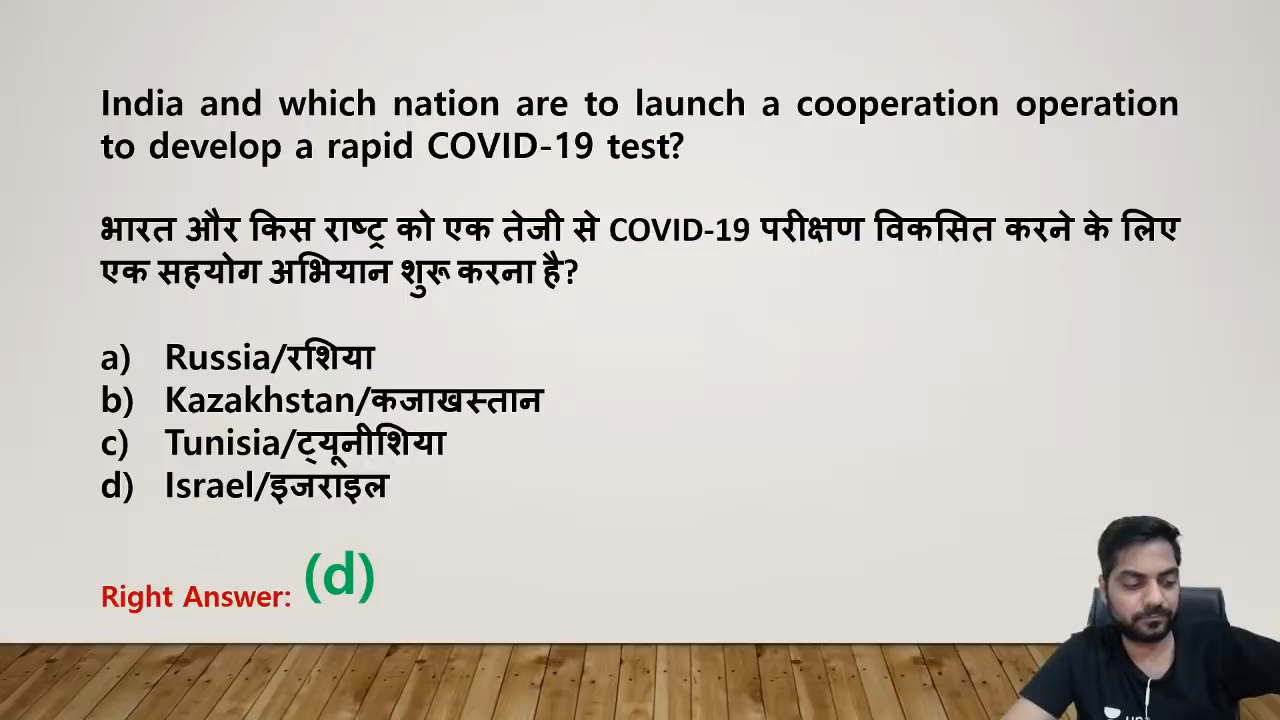 India and which nation are to launch a cooperation operation
to develop a rapid COVID-19 test?
भारत और किस राष्ट्र को एक तेजी से COVID-19 परीक्षण विकसित करने के लिए
एक सहयोग अभियान शुरू करना है?
a) Russia/रशिया
b) Kazakhstan/कजाखस्तान
c) Tunisia/ट्यूनीशिया
d) Israel/इजराइल
Right Answer: (d)